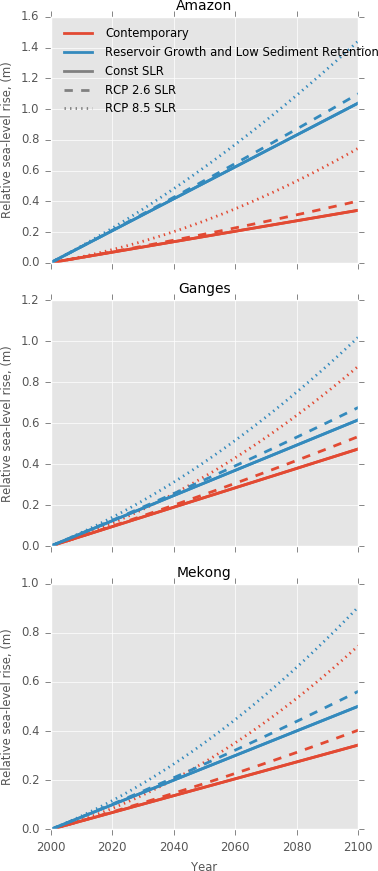 Amazon
1.6
1.4
1.2
1.0
0.8
0.6
0.4
0.2
0.0
Relative sea-level rise, (m)
Contemporary
Reservoir Growth and Low Sediment Retention
Const SLR
RCP 2.6 SLR
RCP 8.5 SLR
Ganges
1.2
1.0
0.8
0.6
0.4
0.2
0.0
Relative sea-level rise, (m)
Mekong
1.0
0.8
0.6
0.4
0.2
0.0
Relative sea-level rise, (m)
2000 2020 2040 2060 2080 2100
Year